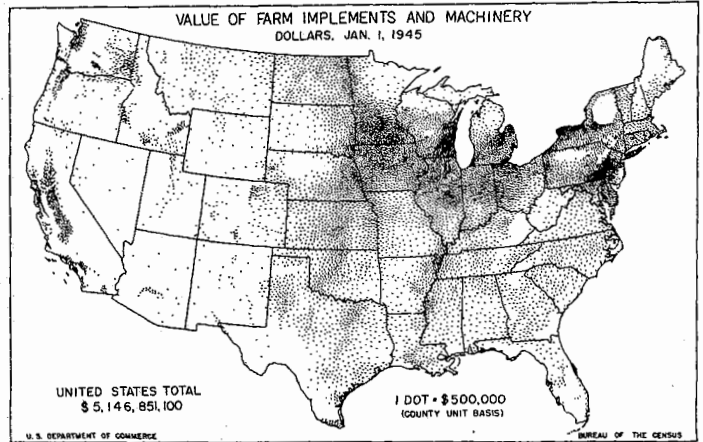 VALUE OF FARM IMPLEMENTS AND MACHINERY
DOLLARS, JAN. 1, 1945
UNITED STATES TOTAL
$5,146,851,100
1 DOT = $500,000
(COUNTY UNIT BASIS)
U. S. DEPARTMENT OF COMMERCE
BUREAU OF THE CENSUS